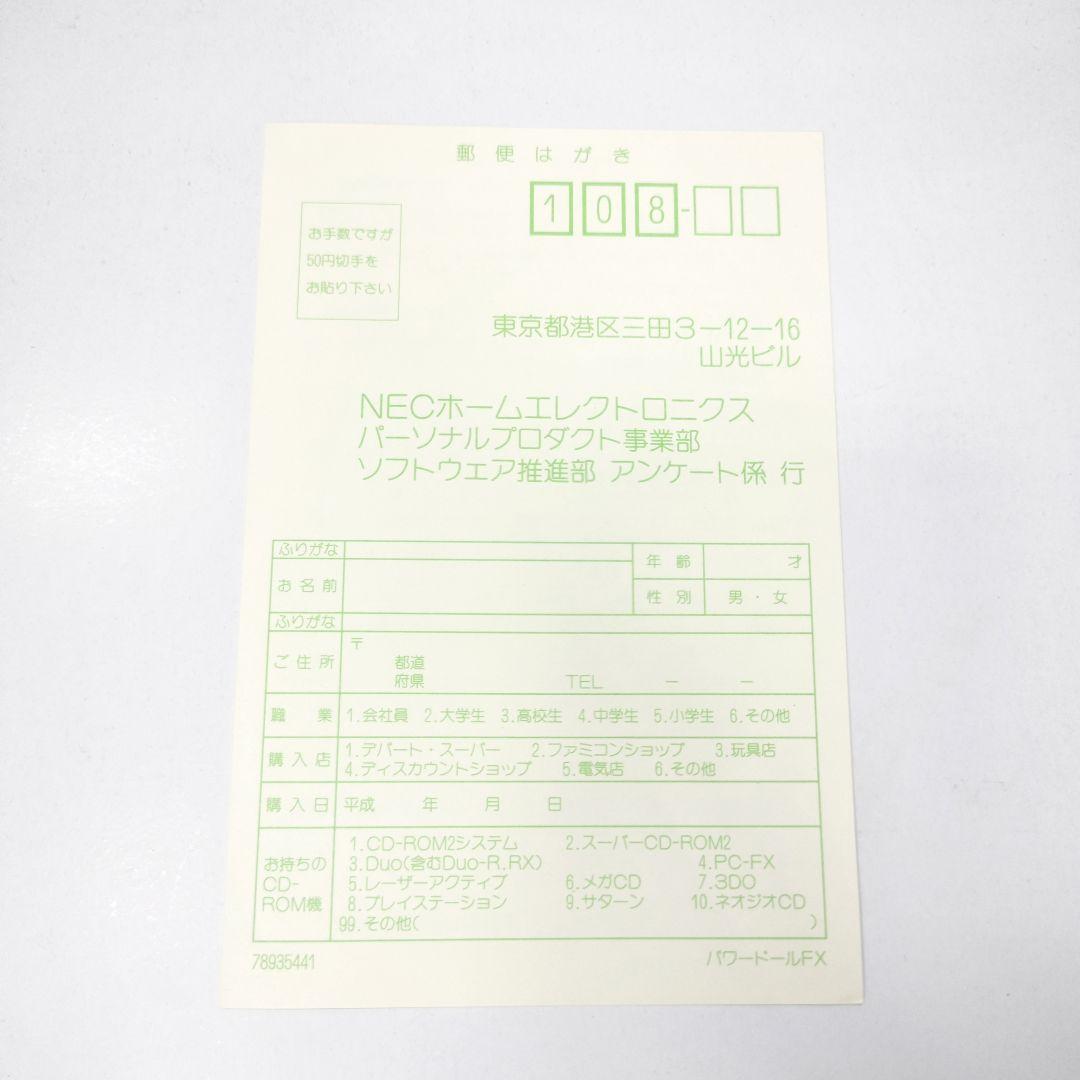 郵便はがき
108-
お手数ですが
50円切手を
お貼り下さい
東京都港区三田3-12-16
山光ビル
NECホームエレクトロニクス
パーソナルプロダクト事業部
ソフトウェア推進部 アンケート係 行
ふりがな
お名前
年齢 才
性別 男・女
ふりがな
ご住所 〒
都道
府県 TEL ー ー
職業 1.会社員 2.大学生 3.高校生 4.中学生 5.小学生 6.その他
購入店 1.デパート・スーパー 2.ファミコンショップ 3.玩具店
4.ディスカウントショップ 5.電気店 6.その他
購入日 平成 年 月 日
お持ちの
CD-
ROM機
1.CD-ROM2システム 2.スーパーCD-ROM2
3.Duo(含むDuo-R.RX) 4.PC-FX
5.レーザーアクティブ 6.メガCD 7.3DO
8.プレイステーション 9.サターン 10.ネオジオCD
99.その他( )
78935441 パワードールFX